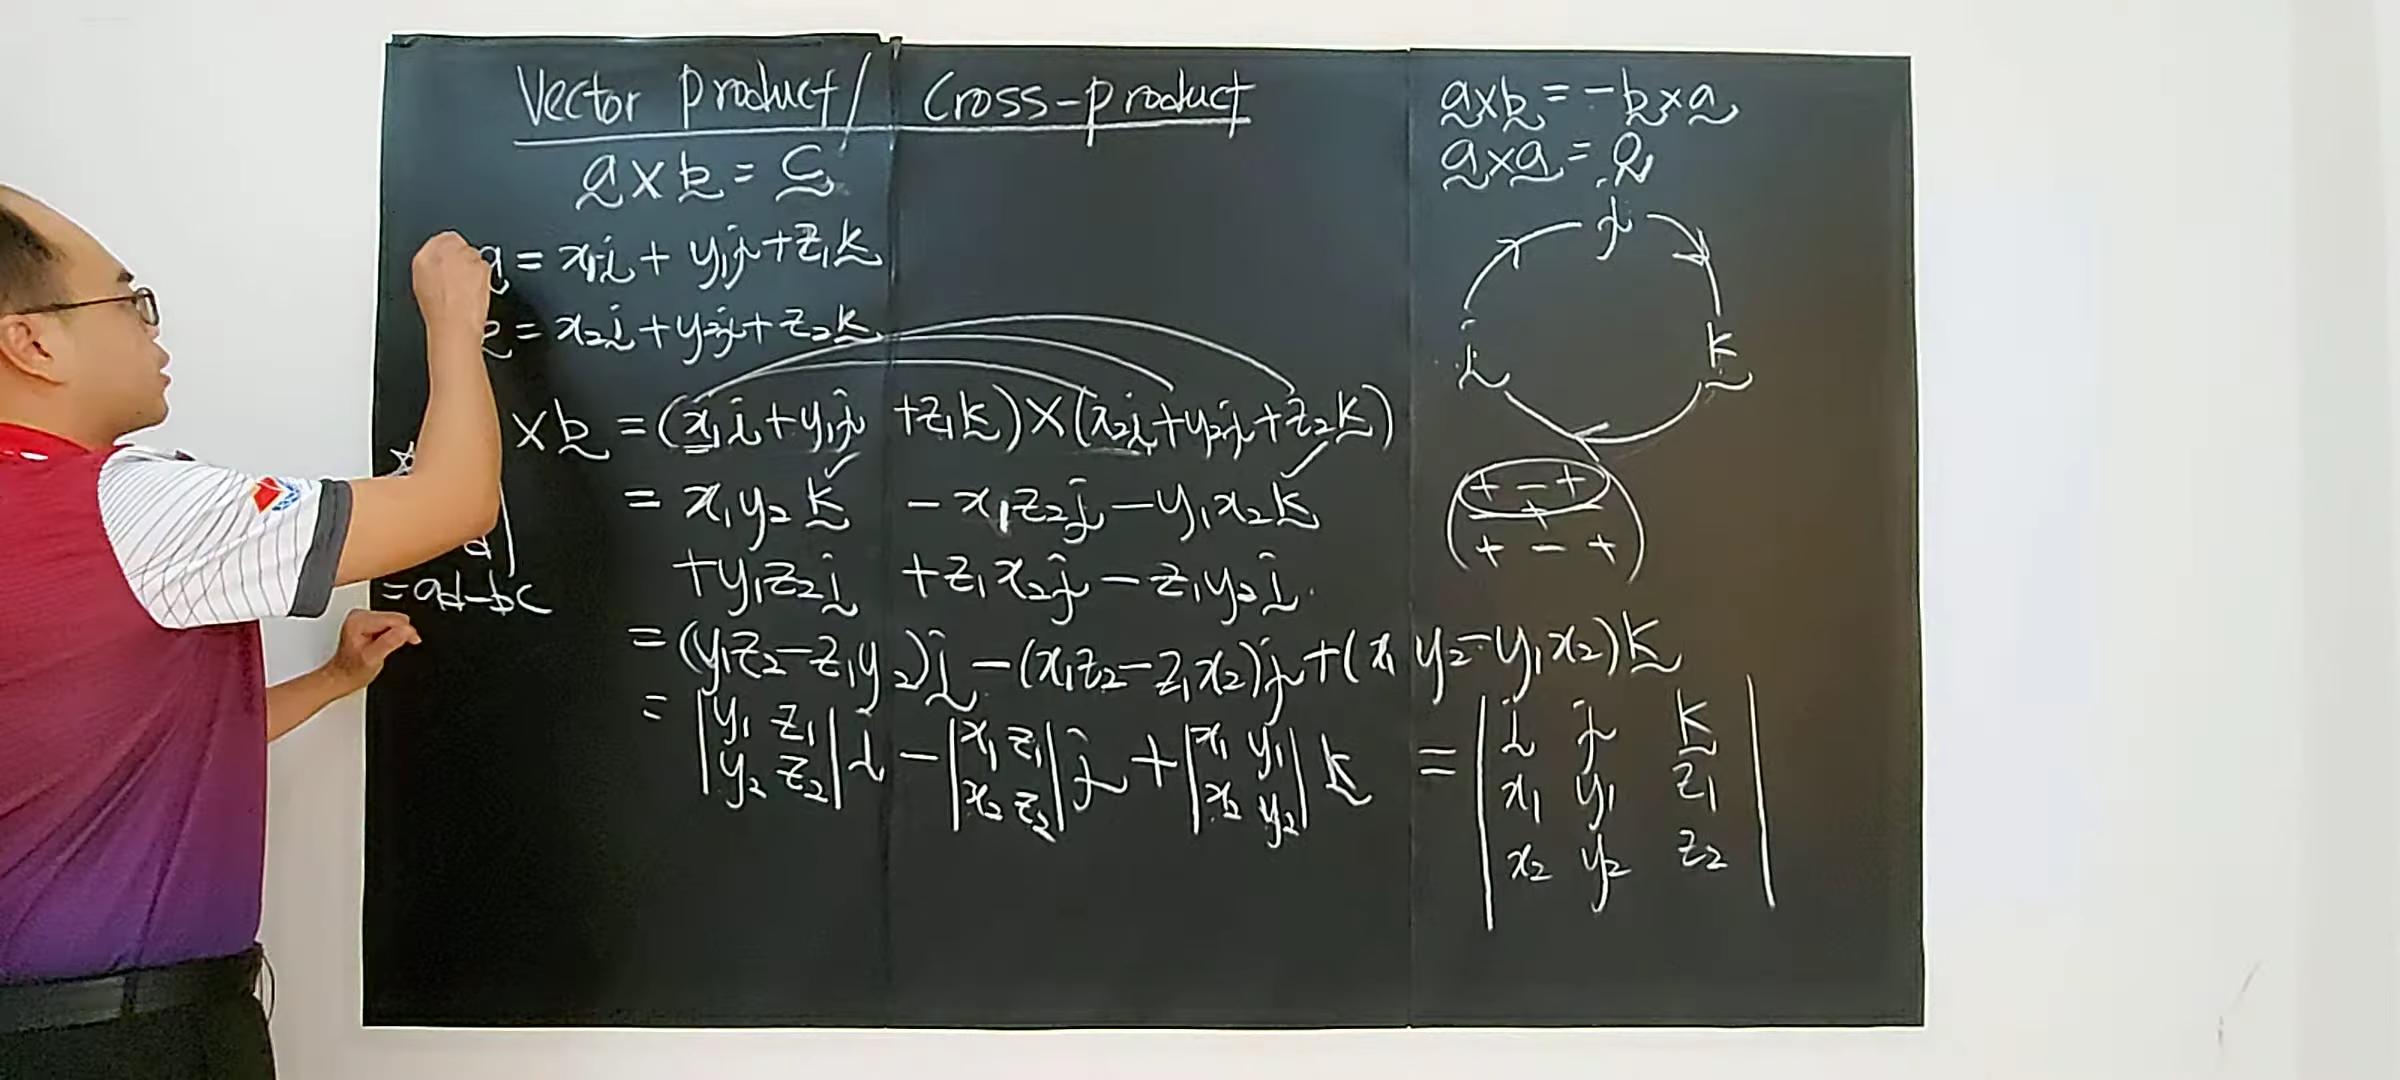 Vector product / Cross-product
a × b = c
a = x₁i + y₁j + z₁k
b = x₂i + y₂j + z₂k
× b = (x₁i + y₁j + z₁k) × (x₂i + y₂j + z₂k)
= x₁y₂k - x₁z₂j - y₁x₂k
+ y₁z₂i + z₁x₂j - z₁y₂i
= (y₁z₂ - z₁y₂)i - (x₁z₂ - z₁x₂)j + (x₁y₂ - y₁x₂)k
= |y₁ z₁| i - |x₁ z₁| j + |x₁ y₁| k
|y₂ z₂| |x₂ z₂| |x₂ y₂|
d|
= ad - bc
a × b = -b × a
a × a = 0
j
i k
+ - +
- + -
+ - +
= |i j k|
|x₁ y₁ z₁|
|x₂ y₂ z₂|